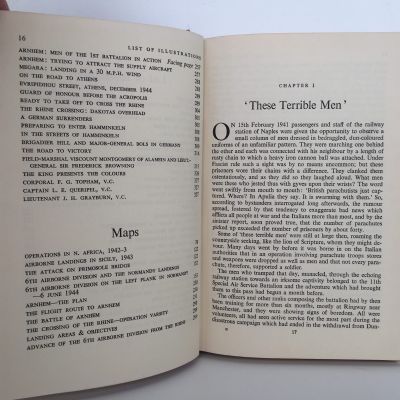 16
LIST OF ILLUSTRATIONS
Facing page
ARNHEM: MEN OF THE 1ST BATTALION IN ACTION
ARNHEM: TRYING TO ATTRACT THE SUPPLY AIRCRAFT
MEGARA: LANDING IN A 30 M.P.H. WIND
ON THE ROAD TO ATHENS
EVRIPIDIOU STREET, ATHENS, DECEMBER 1944
GUARD OF HONOUR BEFORE THE ACROPOLIS
READY TO TAKE OFF TO CROSS THE RHINE
THE RHINE CROSSING: DAKOTAS OVERHEAD
A GERMAN SURRENDERS
PREPARING TO ENTER HAMMINKELN
IN THE STREETS OF HAMMINKELN
BRIGADIER HILL AND MAJOR-GENERAL BOLS IN GERMANY
THE ROAD TO VICTORY
FIELD-MARSHAL VISCOUNT MONTGOMERY OF ALAMEIN AND LIEUT-
GENERAL SIR FREDERICK BROWNING
THE KING PRESENTS THE COLOURS
CORPORAL F. G. TOPHAM, V.C.
CAPTAIN L. E. QUERIPEL, V.C.
LIEUTENANT J. H. GRAYBURN, V.C.
Maps
OPERATIONS IN N. AFRICA, 1942-3
AIRBORNE LANDINGS IN SICILY, 1943
THE ATTACK ON PRIMOSOLE BRIDGE
6TH AIRBORNE DIVISION AND THE NORMANDY LANDINGS
6TH AIRBORNE DIVISION ON THE LEFT FLANK IN NORMANDY
—6 JUNE 1944
ARNHEM—THE PLAN
THE FLIGHT ROUTE TO ARNHEM
THE BATTLE OF ARNHEM
THE CROSSING OF THE RHINE—OPERATION VARSITY
LANDING AREAS & OBJECTIVES
ADVANCE OF THE 6TH AIRBORNE DIVISION FROM THE RHINE
CHAPTER I
'These Terrible Men'
ON 15th February 1941 passengers and staff of the railway
station of Naples were given the opportunity to observe a
small column of men dressed in bedraggled, dun-coloured
uniforms of an unfamiliar pattern. They were marching one behind
the other and each was connected with his neighbour by a length of
rusty chain to which a heavy iron cannon ball was attached. Under
Fascist rule such a sight was by no means uncommon; but these
prisoners wore their chains with a difference. They clanked them
ostentatiously, and as they did so they laughed aloud. What men
were those who jested thus with gyves upon their wrists? The word
went swiftly from mouth to mouth: 'British parachutists just cap-
tured. Where? In Apulia they say. It is swarming with them.' So,
according to bystanders interrogated long afterwards, the rumour
spread, fostered by that tendency to exaggerate bad news which
afflicts all people at war and the Italians more than most, and by the
sinister report, soon proved true, that the number of parachutes
picked up exceeded the number of parachutists captured by about forty.
Some of 'these terrible men' were still at large, roaming the
countryside seeking, like the lion of Scripture, whom they might de-
vour. Many days went by before it was borne in on the Italian
authorities that in an operation involving parachute troops stores
and weapons were dropped as well as men and that not every para-
chute, therefore, could be matched with a prisoner.
The men who tramped that day, manacled, through the echoing
railway station towards an irksome captivity belonged to the 11th
Special Air Service Battalion and the adventure which had brought
them to this pass had begun a month before.
The officers and other ranks composing the battalion had by then
been training for more than six months, mostly at Ringway near
Manchester, and they were showing signs of boredom. All were
volunteers, all had seen active service for the most part during the
disastrous campaign which had ended in the withdrawal from Dun-
17